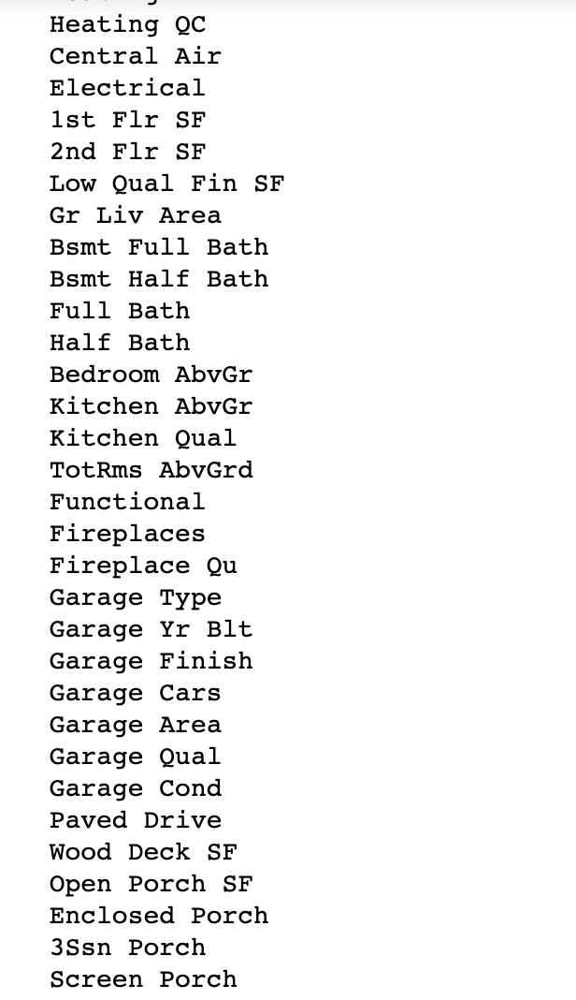 Heating QC
Central Air
Electrical
1st Flr SF
2nd Flr SF
Low Qual Fin SF
Gr Liv Area
Bsmt Full Bath
Bsmt Half Bath
Full Bath
Half Bath
Bedroom AbvGr
Kitchen AbvGr
Kitchen Qual
TotRms AbvGrd
Functional
Fireplaces
Fireplace Qu
Garage Type
Garage Yr Blt
Garage Finish
Garage Cars
Garage Area
Garage Qual
Garage Cond
Paved Drive
Wood Deck SF
Open Porch SF
Enclosed Porch
3Ssn Porch
Screen Porch